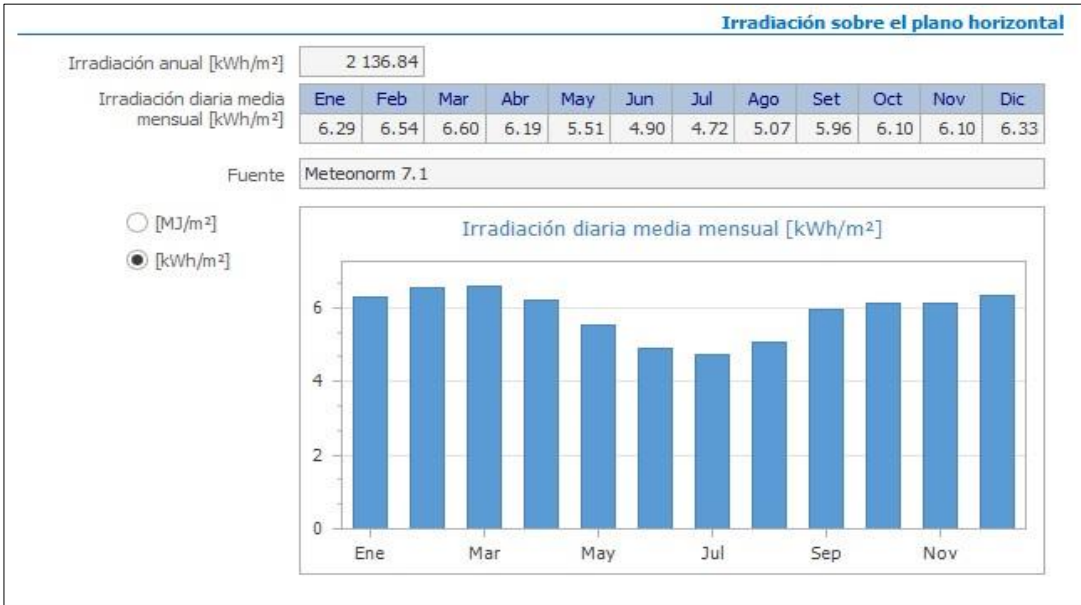 Irradiación sobre el plano horizontal
Irradiación anual [kWh/m²] 2 136.84
Irradiación diaria media mensual [kWh/m²]
Ene Feb Mar Abr May Jun Jul Ago Set Oct Nov Dic
6.29 6.54 6.60 6.19 5.51 4.90 4.72 5.07 5.96 6.10 6.10 6.33
Fuente Meteonorm 7.1
[MJ/m²]
[kWh/m²]
Irradiación diaria media mensual [kWh/m²]
6
4
2
0
Ene Mar May Jul Sep Nov